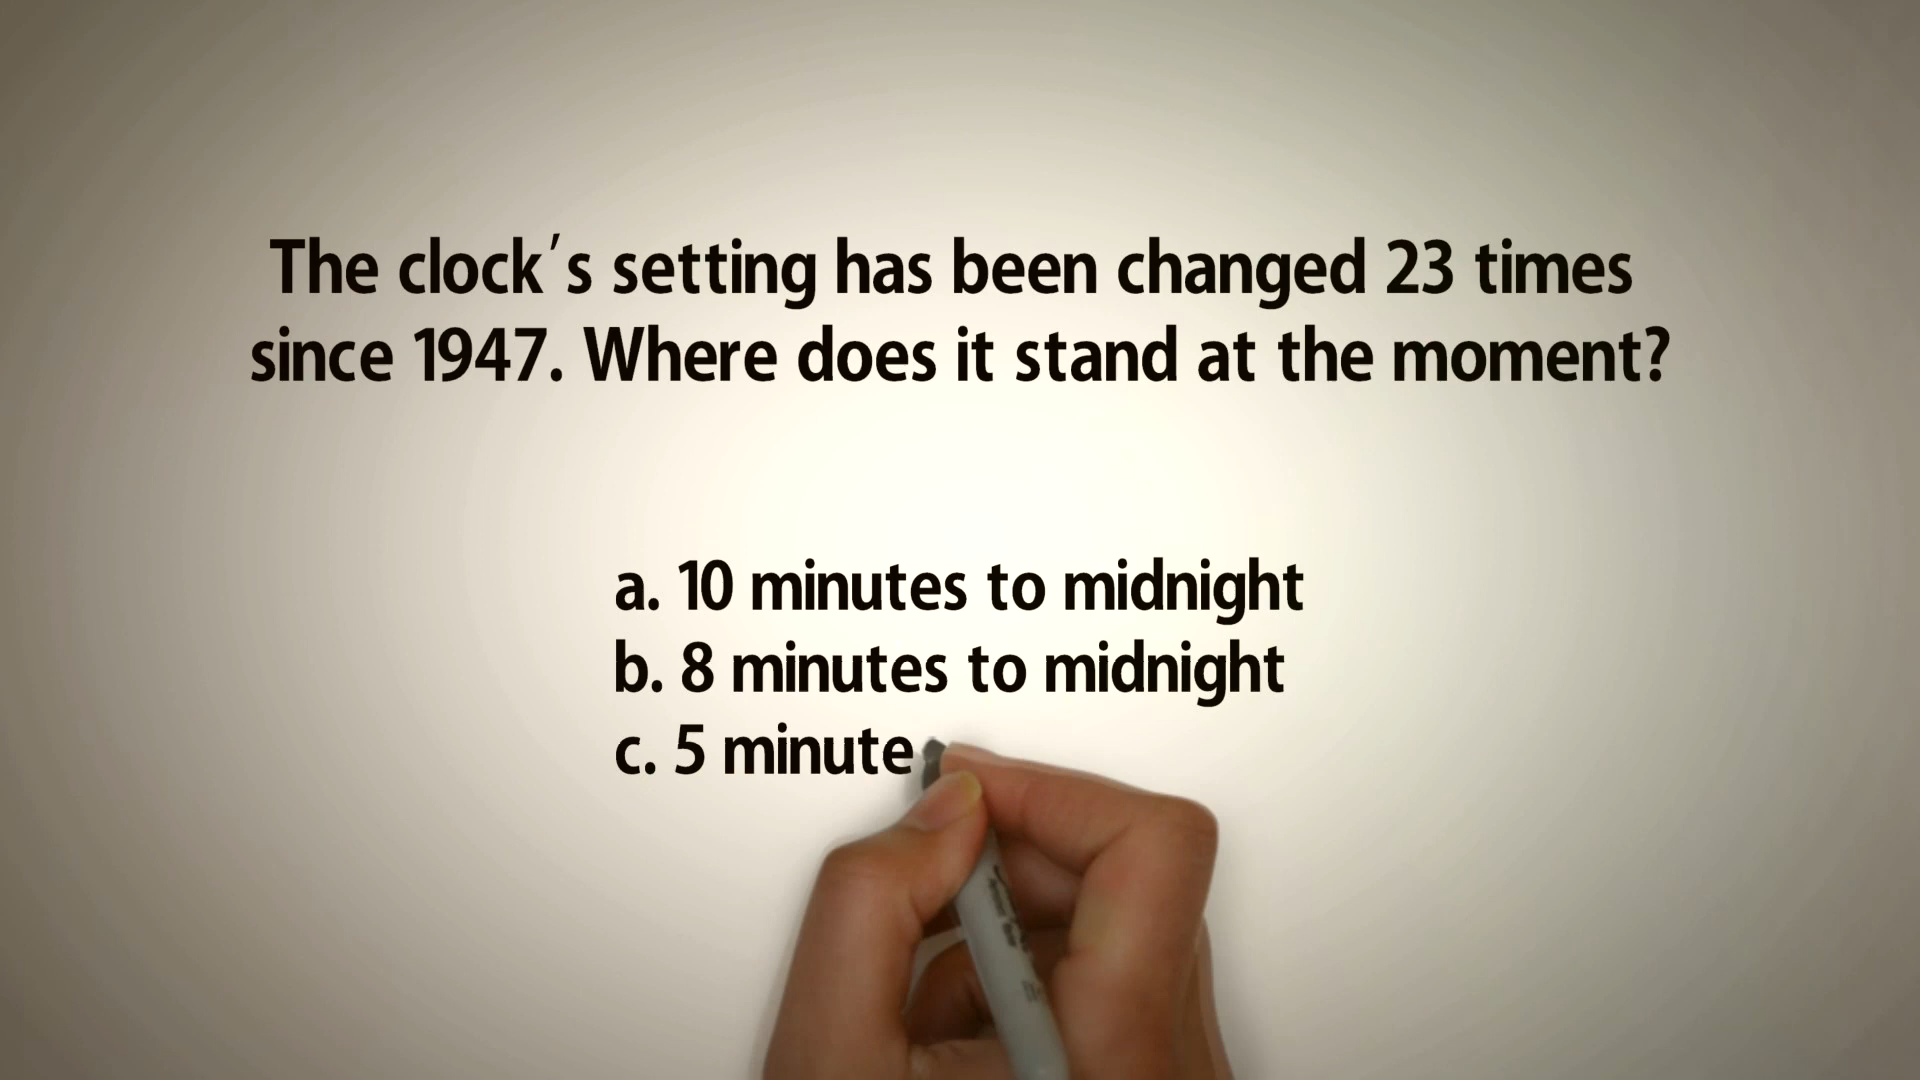 The clock´s setting has been changed 23 times
since 1947. Where does it stand at the moment?
a. 10 minutes to midnight
b. 8 minutes to midnight
c. 5 minute